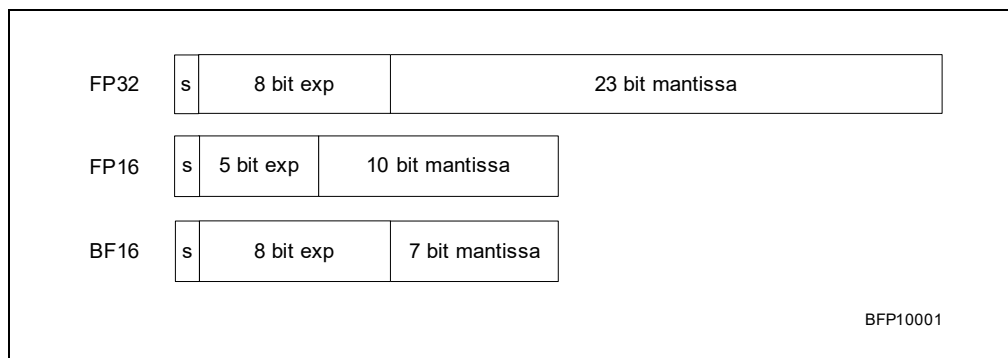 FP32 s 8 bit exp 23 bit mantissa
FP16 s 5 bit exp 10 bit mantissa
BF16 s 8 bit exp 7 bit mantissa
BFP10001